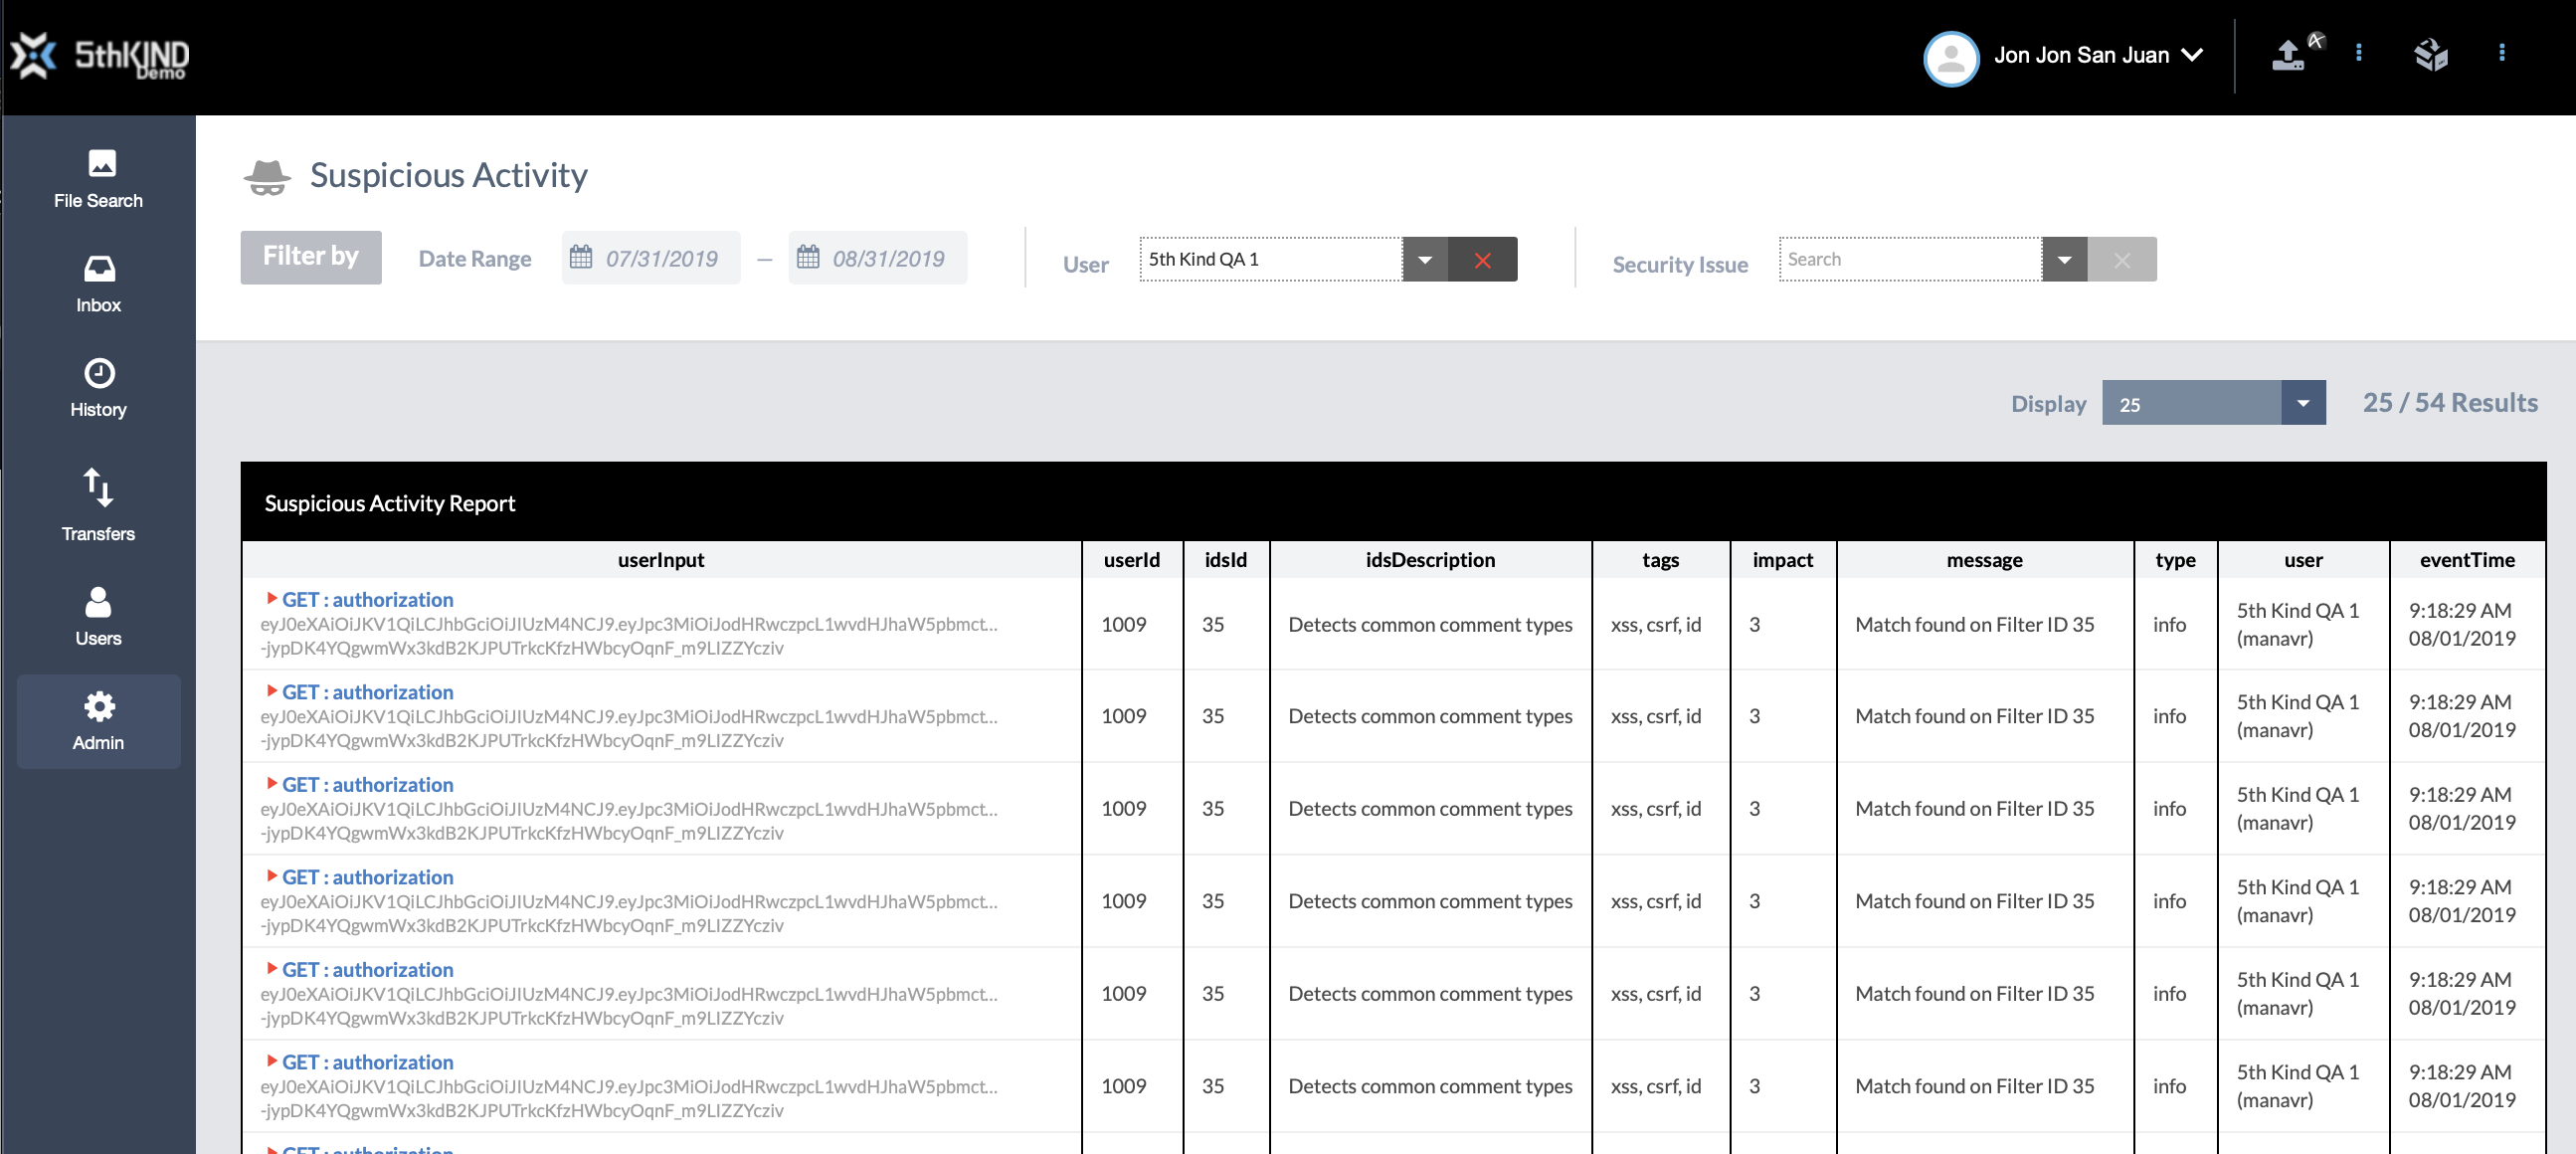 5thKIND
Demo
Jon Jon San Juan
File Search
Inbox
History
Transfers
Users
Admin
Suspicious Activity
Filter by
Date Range
07/31/2019
–
08/31/2019
User
5th Kind QA 1
Security Issue
Search
Display
25
25 / 54 Results
Suspicious Activity Report
userInput userId idsId idsDescription tags impact message type user eventTime
GET : authorization
eyJ0eXAiOiJKV1QiLCJhbGciOiJIUzM4NCJ9.eyJpc3MiOiJodHRwczpcL1wvdHJhaW5pbmct...
-jypDK4YQgwmWx3kdB2KJPUTrkcKfzHWbcyOqnF_m9LIZZYcziv
1009 35 Detects common comment types xss, csrf, id 3 Match found on Filter ID 35 info
5th Kind QA 1
(manavr)
9:18:29 AM
08/01/2019
GET : authorization
eyJ0eXAiOiJKV1QiLCJhbGciOiJIUzM4NCJ9.eyJpc3MiOiJodHRwczpcL1wvdHJhaW5pbmct...
-jypDK4YQgwmWx3kdB2KJPUTrkcKfzHWbcyOqnF_m9LIZZYcziv
1009 35 Detects common comment types xss, csrf, id 3 Match found on Filter ID 35 info
5th Kind QA 1
(manavr)
9:18:29 AM
08/01/2019
GET : authorization
eyJ0eXAiOiJKV1QiLCJhbGciOiJIUzM4NCJ9.eyJpc3MiOiJodHRwczpcL1wvdHJhaW5pbmct...
-jypDK4YQgwmWx3kdB2KJPUTrkcKfzHWbcyOqnF_m9LIZZYcziv
1009 35 Detects common comment types xss, csrf, id 3 Match found on Filter ID 35 info
5th Kind QA 1
(manavr)
9:18:29 AM
08/01/2019
GET : authorization
eyJ0eXAiOiJKV1QiLCJhbGciOiJIUzM4NCJ9.eyJpc3MiOiJodHRwczpcL1wvdHJhaW5pbmct...
-jypDK4YQgwmWx3kdB2KJPUTrkcKfzHWbcyOqnF_m9LIZZYcziv
1009 35 Detects common comment types xss, csrf, id 3 Match found on Filter ID 35 info
5th Kind QA 1
(manavr)
9:18:29 AM
08/01/2019
GET : authorization
eyJ0eXAiOiJKV1QiLCJhbGciOiJIUzM4NCJ9.eyJpc3MiOiJodHRwczpcL1wvdHJhaW5pbmct...
-jypDK4YQgwmWx3kdB2KJPUTrkcKfzHWbcyOqnF_m9LIZZYcziv
1009 35 Detects common comment types xss, csrf, id 3 Match found on Filter ID 35 info
5th Kind QA 1
(manavr)
9:18:29 AM
08/01/2019
GET : authorization
eyJ0eXAiOiJKV1QiLCJhbGciOiJIUzM4NCJ9.eyJpc3MiOiJodHRwczpcL1wvdHJhaW5pbmct...
-jypDK4YQgwmWx3kdB2KJPUTrkcKfzHWbcyOqnF_m9LIZZYcziv
1009 35 Detects common comment types xss, csrf, id 3 Match found on Filter ID 35 info
5th Kind QA 1
(manavr)
9:18:29 AM
08/01/2019
GET : authorization